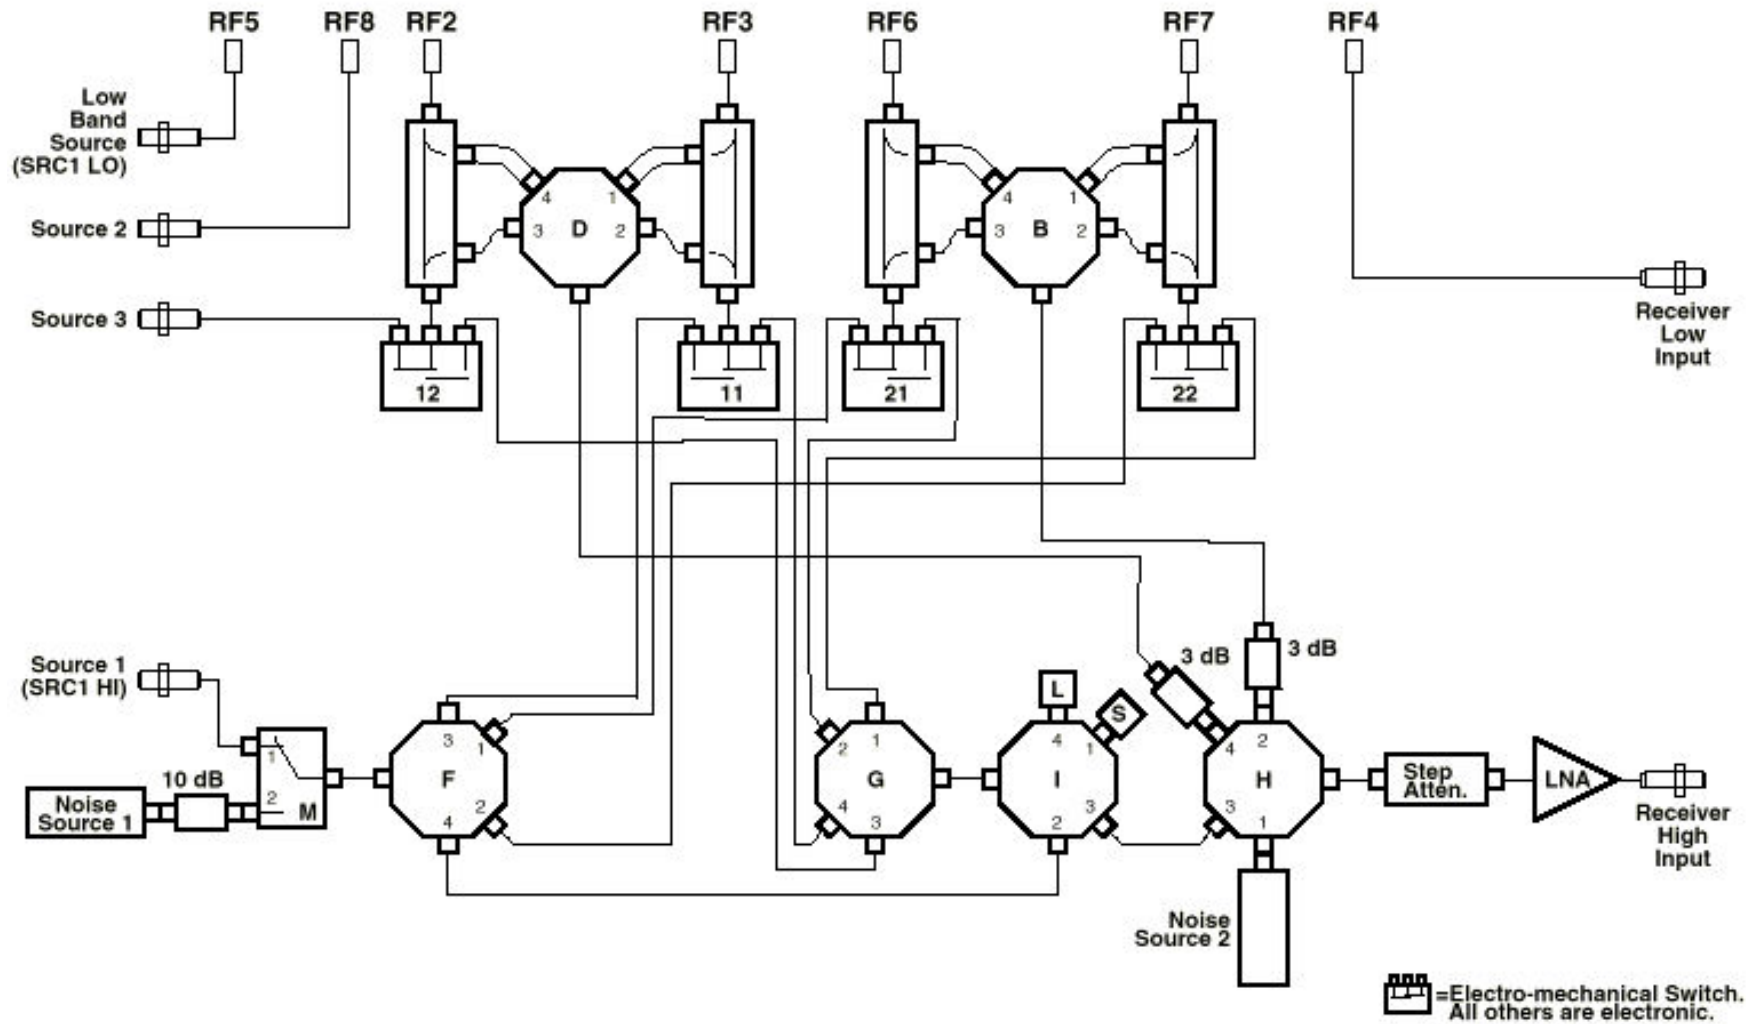 RF5
RF8
RF2
RF3
RF6
RF7
RF4
Low
Band
Source
(SRC1 LO)
Source 2
Source 3
4
1
3
D
2
4
1
3
B
2
12
11
21
22
Receiver
Low
Input
Source 1
(SRC1 HI)
10 dB
Noise
Source 1
1
2
M
3
1
F
2
4
2
1
G
4
3
L
S
4
1
I
3
2
3 dB
3 dB
4
2
H
3
1
Step
Atten.
LNA
Receiver
High
Input
Noise
Source 2
=Electro-mechanical Switch.
All others are electronic.